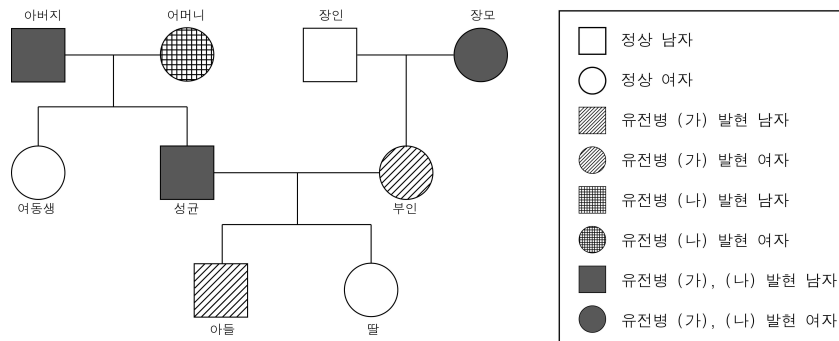 아버지
어머니
장인
장모
여동생
성균
부인
아들
딸
정상 남자
정상 여자
유전병 (가) 발현 남자
유전병 (가) 발현 여자
유전병 (나) 발현 남자
유전병 (나) 발현 여자
유전병 (가), (나) 발현 남자
유전병 (가), (나) 발현 여자